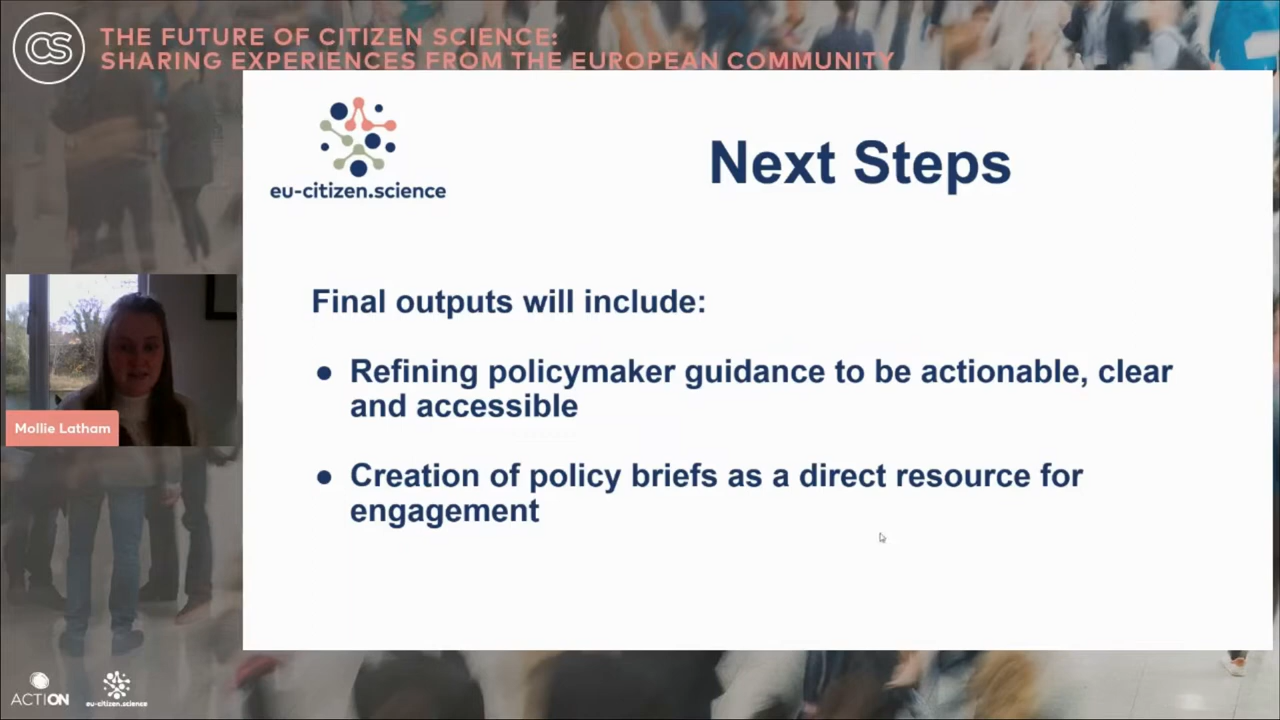 CS
THE FUTURE OF CITIZEN SCIENCE:
SHARING EXPERIENCES FROM THE EUROPEAN COMMUNITY
eu-citizen.science
Next Steps
Final outputs will include:
● Refining policymaker guidance to be actionable, clear
and accessible
● Creation of policy briefs as a direct resource for
engagement
Mollie Latham
ACTION
eu-citizen.science